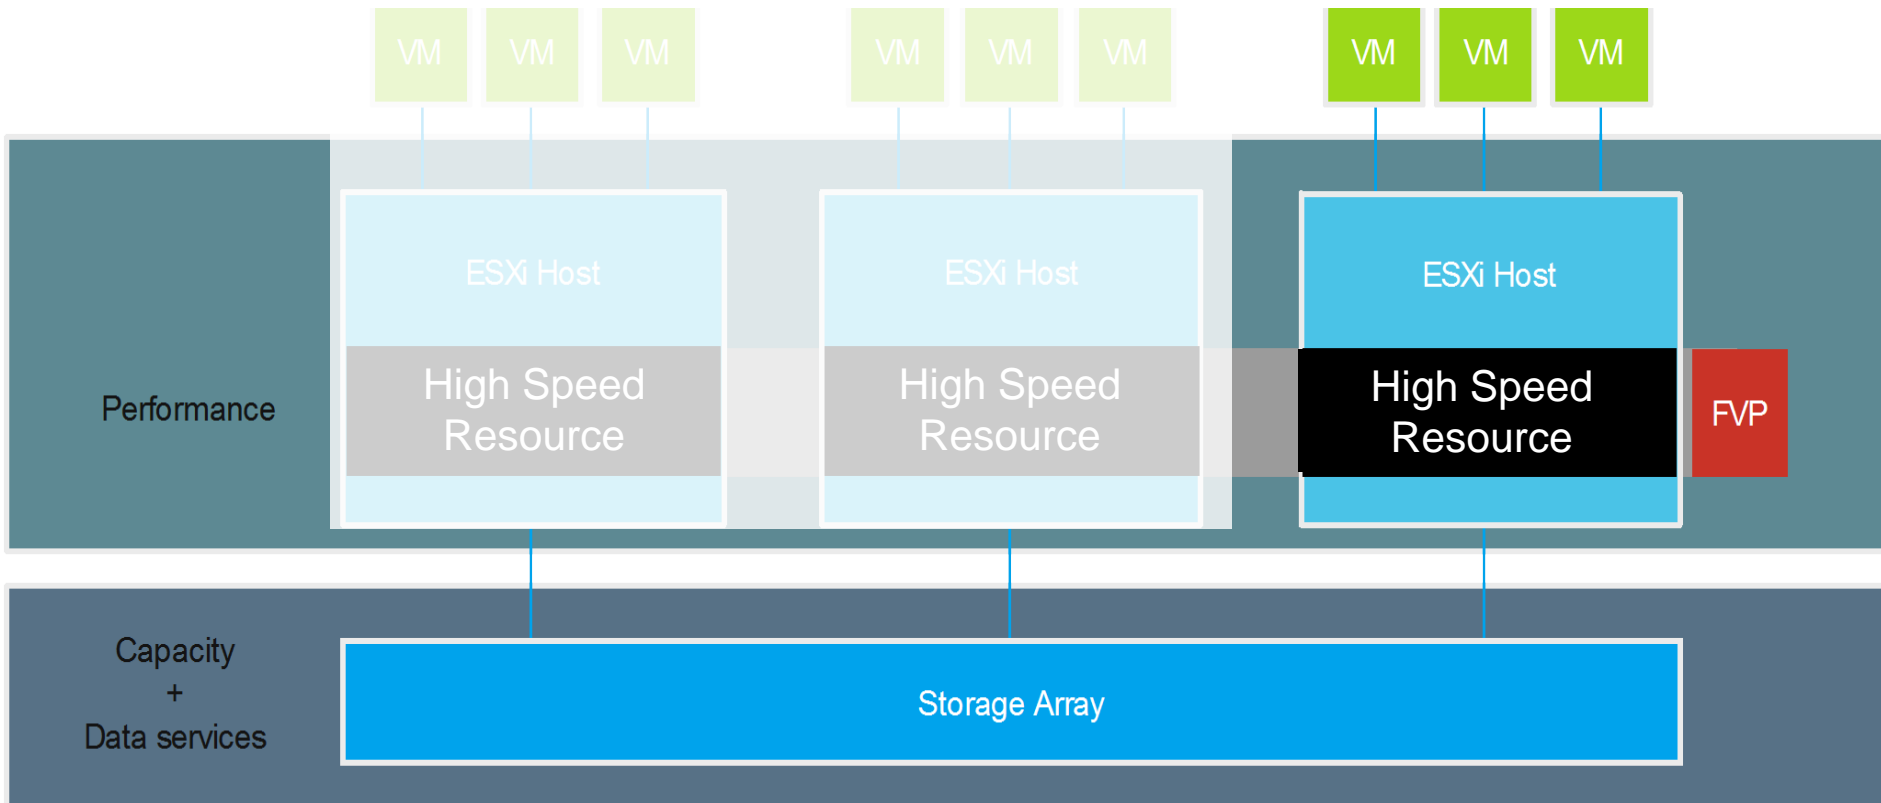 VM VM VM VM VM VM VM VM VM
ESXi Host ESXi Host ESXi Host
Performance
High Speed
Resource
High Speed
Resource
High Speed
Resource
FVP
Capacity
+
Data services
Storage Array